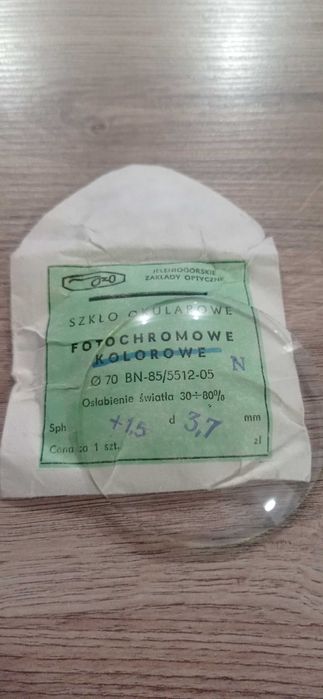 JELENIOGÓRSKIE
ZAKŁADY OPTYCZNE
SZKŁO OKULAROWE
FOTOCHROMOWE
KOLOROWE
N
Ø 70 BN-85/5512-05
Osłabienie światła 30÷80%
Sph +1,5 d 3,7 mm
Cena za 1 szt. zł